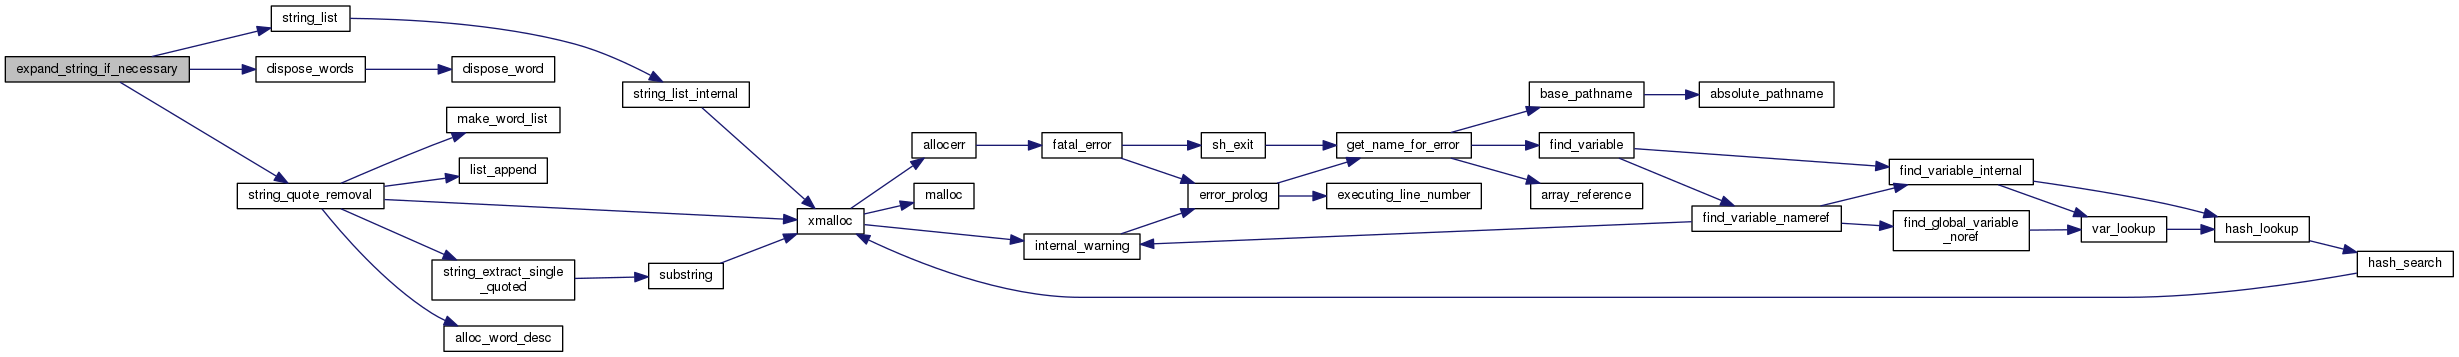 expand_string_if_necessary
string_list
dispose_words
dispose_word
string_list_internal
make_word_list
list_append
string_quote_removal
string_extract_single
_quoted
alloc_word_desc
substring
xmalloc
allocerr
malloc
internal_warning
fatal_error
sh_exit
error_prolog
get_name_for_error
executing_line_number
base_pathname
absolute_pathname
find_variable
array_reference
find_variable_nameref
find_variable_internal
find_global_variable
_noref
var_lookup
hash_lookup
hash_search